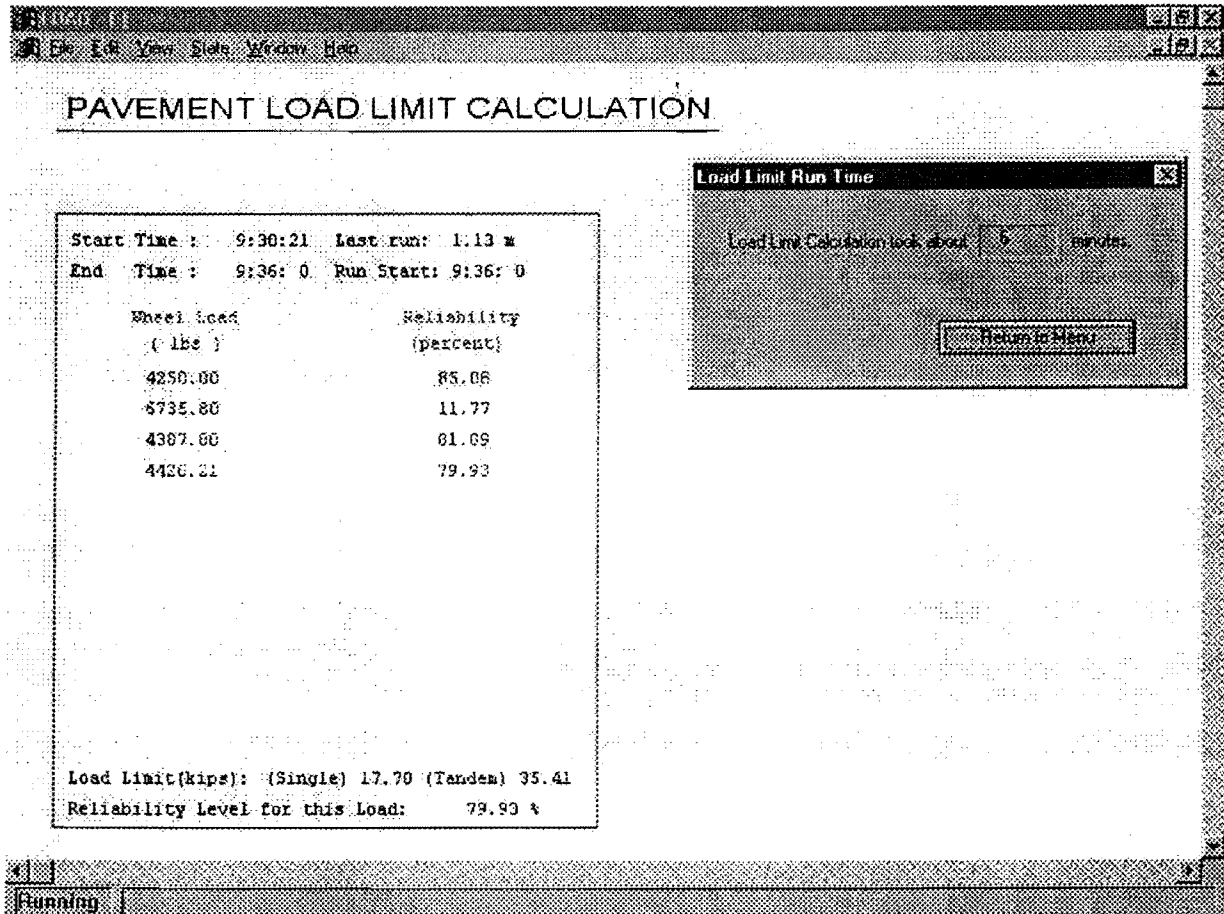 File Edit View State Window Help
PAVEMENT LOAD LIMIT CALCULATION
Load Limit Run Time
Start Time : 9:30:21 Last run: 1.13 m
End Time : 9:36: 0 Run Start: 9:36: 0
Load Limit Calculation took about 6 minutes.
Return to Menu
Wheel Load Reliability
( lbs ) (percent)
4250.00 85.08
6735.80 11.77
4387.80 81.09
4426.21 79.93
Load Limit(kips): (Single) 17.70 (Tandem) 35.41
Reliability Level for this Load: 79.93 %
Running